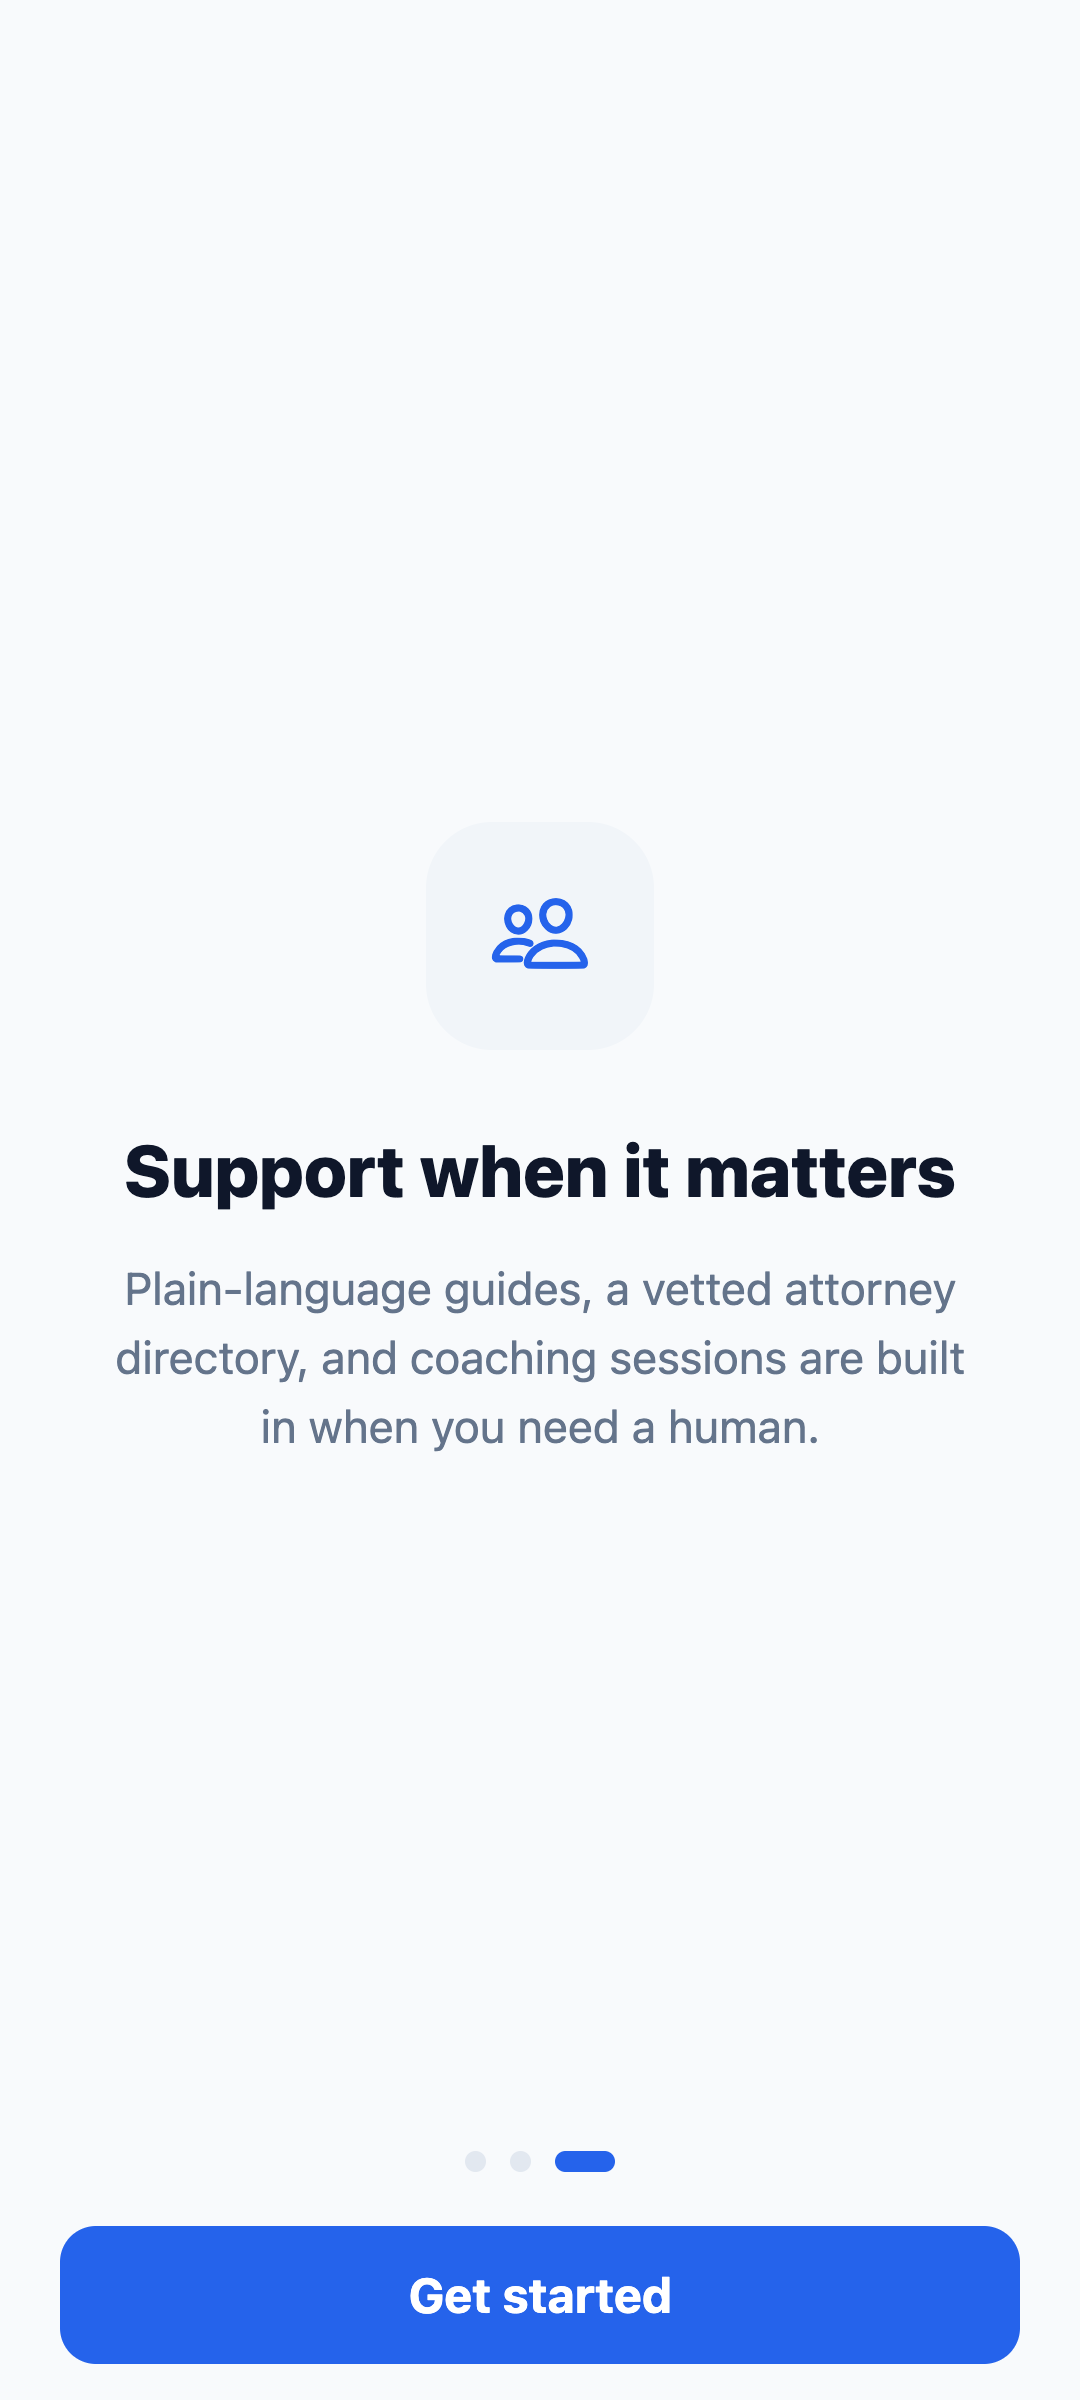 Support when it matters
Plain-language guides, a vetted attorney
directory, and coaching sessions are built
in when you need a human.
Get started